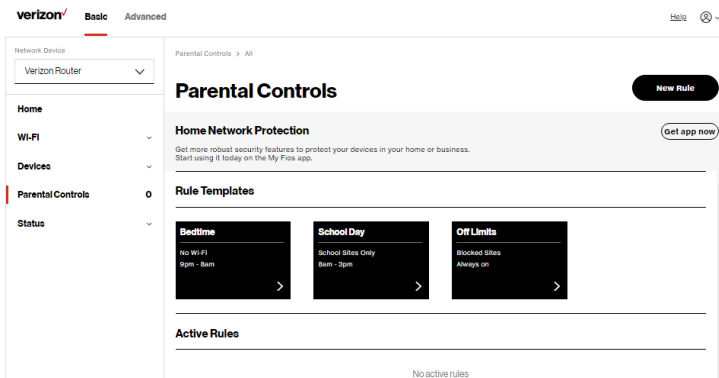 verizon
Basic
Advanced
Help
Network Device
Verizon Router
Home
Wi-Fi
Devices
Parental Controls 0
Status
Parental Controls > All
Parental Controls
New Rule
Home Network Protection
Get app now
Get more robust security features to protect your devices in your home or business.
Start using it today on the My Fios app.
Rule Templates
Bedtime
No Wi-Fi
9pm - 8am
School Day
School Sites Only
8am - 3pm
Off Limits
Blocked Sites
Always on
Active Rules
No active rules